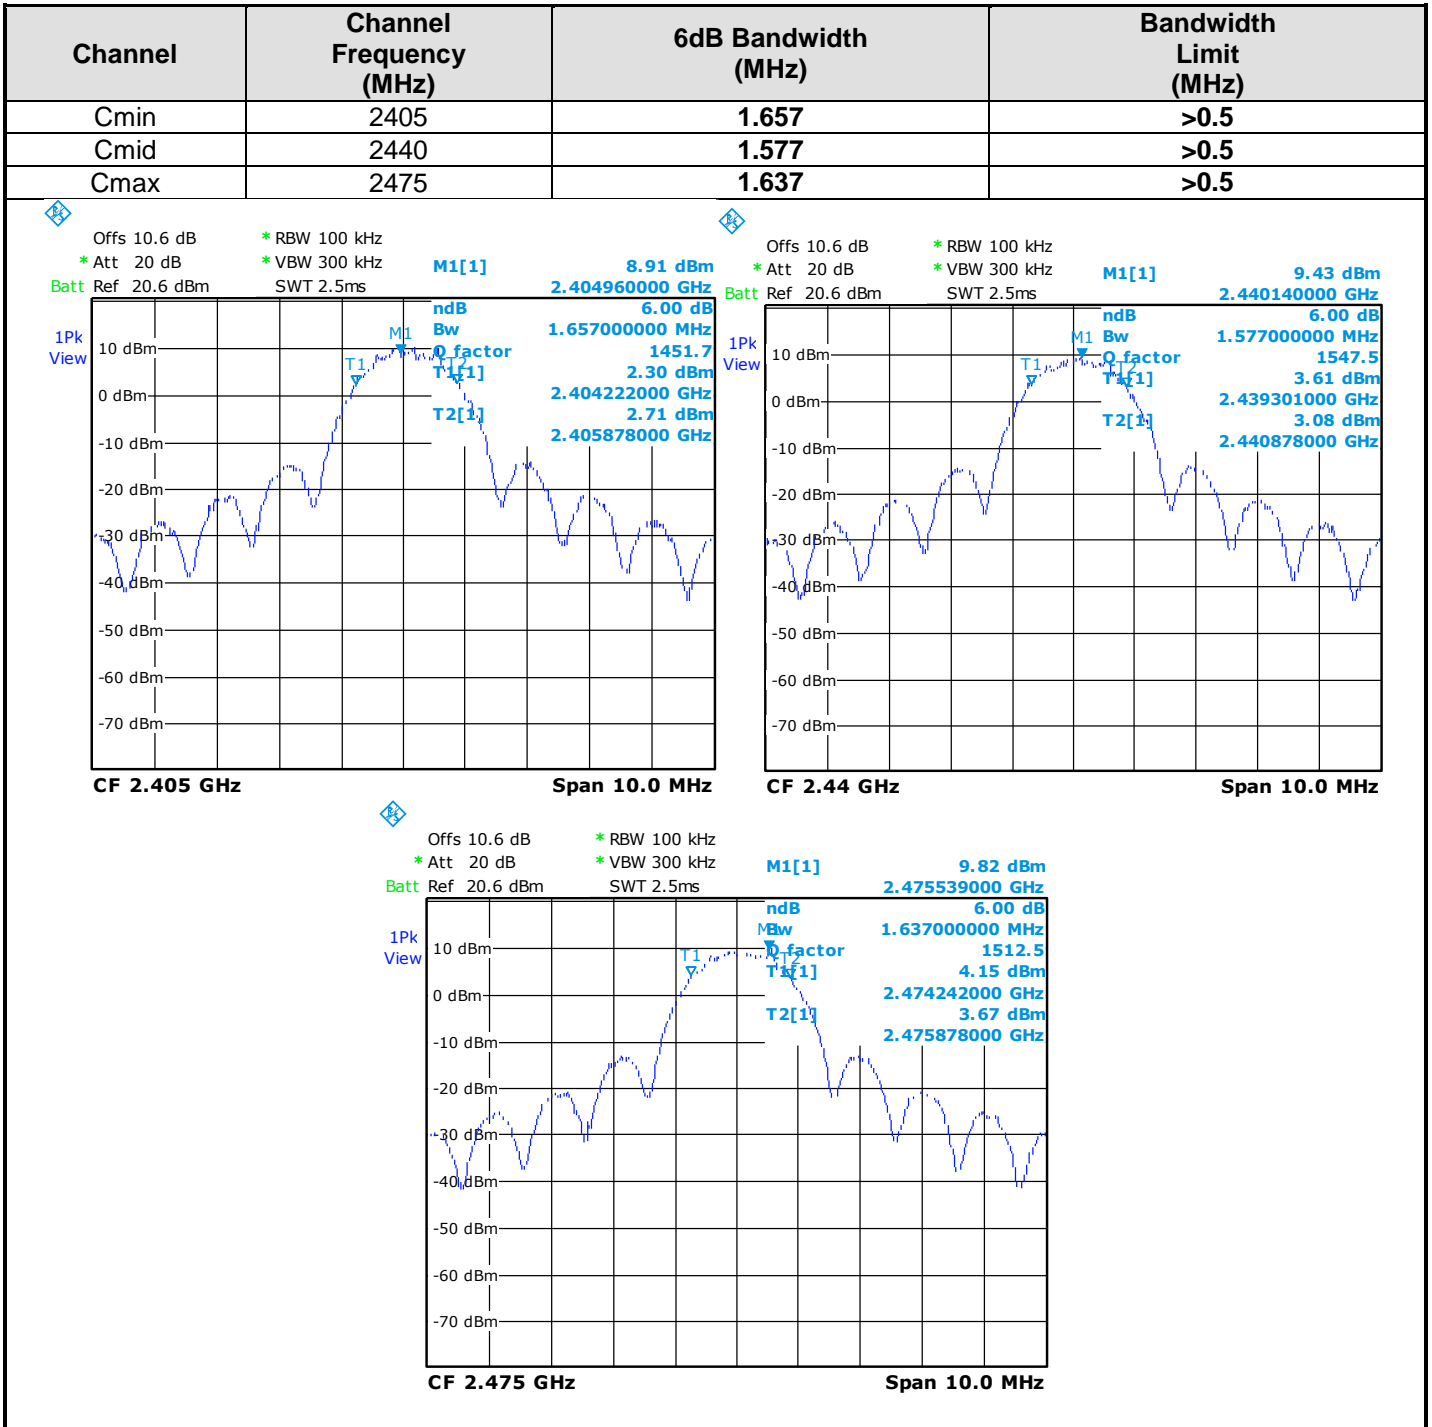 Channel Channel Frequency (MHz) 6dB Bandwidth (MHz) Bandwidth Limit (MHz)
Cmin 2405 1.657 >0.5
Cmid 2440 1.577 >0.5
Cmax 2475 1.637 >0.5
Offs 10.6 dB * RBW 100 kHz
* Att 20 dB * VBW 300 kHz M1[1] 8.91 dBm
Batt Ref 20.6 dBm SWT 2.5ms 2.404960000 GHz
ndB 6.00 dB
1Pk M1 Bw 1.657000000 MHz
View 10 dBm T1 T2 Q factor 1451.7
T1[1] 2.30 dBm
0 dBm 2.404222000 GHz
T2[1] 2.71 dBm
-10 dBm 2.405878000 GHz
-20 dBm
-30 dBm
-40 dBm
-50 dBm
-60 dBm
-70 dBm
CF 2.405 GHz Span 10.0 MHz
Offs 10.6 dB * RBW 100 kHz
* Att 20 dB * VBW 300 kHz M1[1] 9.43 dBm
Batt Ref 20.6 dBm SWT 2.5ms 2.440140000 GHz
ndB 6.00 dB
1Pk M1 Bw 1.577000000 MHz
View 10 dBm T1 T2 Q factor 1547.5
T1[1] 3.61 dBm
0 dBm 2.439301000 GHz
T2[1] 3.08 dBm
-10 dBm 2.440878000 GHz
-20 dBm
-30 dBm
-40 dBm
-50 dBm
-60 dBm
-70 dBm
CF 2.44 GHz Span 10.0 MHz
Offs 10.6 dB * RBW 100 kHz
* Att 20 dB * VBW 300 kHz M1[1] 9.82 dBm
Batt Ref 20.6 dBm SWT 2.5ms 2.475539000 GHz
ndB 6.00 dB
1Pk M1 Bw 1.637000000 MHz
View 10 dBm T1 T2 Q factor 1512.5
T1[1] 4.15 dBm
0 dBm 2.474242000 GHz
T2[1] 3.67 dBm
-10 dBm 2.475878000 GHz
-20 dBm
-30 dBm
-40 dBm
-50 dBm
-60 dBm
-70 dBm
CF 2.475 GHz Span 10.0 MHz